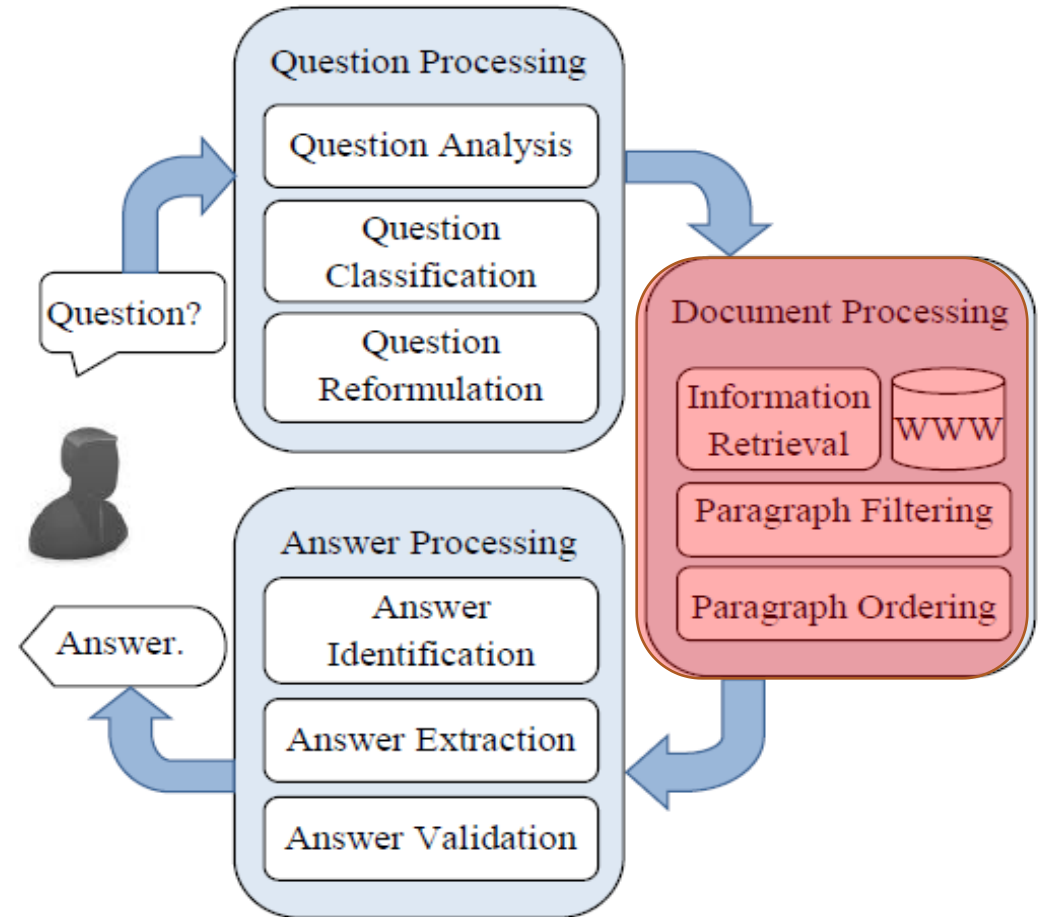 Question?
Question Processing
Question Analysis
Question
Classification
Question
Reformulation
Document Processing
Information
Retrieval
WWW
Paragraph Filtering
Paragraph Ordering
Answer Processing
Answer
Identification
Answer Extraction
Answer Validation
Answer.